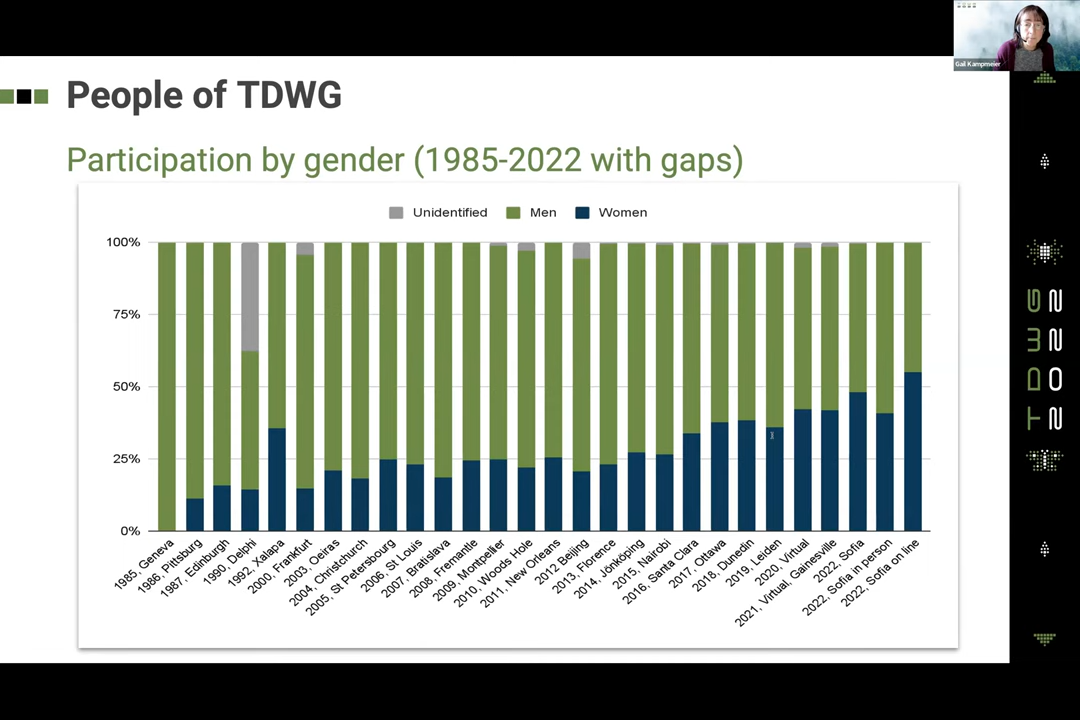 Gail Kampmeier
People of TDWG
Participation by gender (1985-2022 with gaps)
Unidentified Men Women
100%
75%
50%
25%
0%
1985, Geneva
1986, Pittsburg
1987, Edinburgh
1990, Delphi
1992, Xalapa
2000, Frankfurt
2003, Oeiras
2004, Christchurch
2005, St Petersbourg
2006, St Louis
2007, Bratislava
2008, Fremantle
2009, Montpellier
2010, Woods Hole
2011, New Orleans
2012 Beijing
2013, Florence
2014, Jönköping
2015, Nairobi
2016, Santa Clara
2017, Ottawa
2018, Dunedin
2019, Leiden
2020, Virtual
2021, Virtual, Gainesville
2022, Sofia
2022, Sofia in person
2022, Sofia on line
TDWG
2022